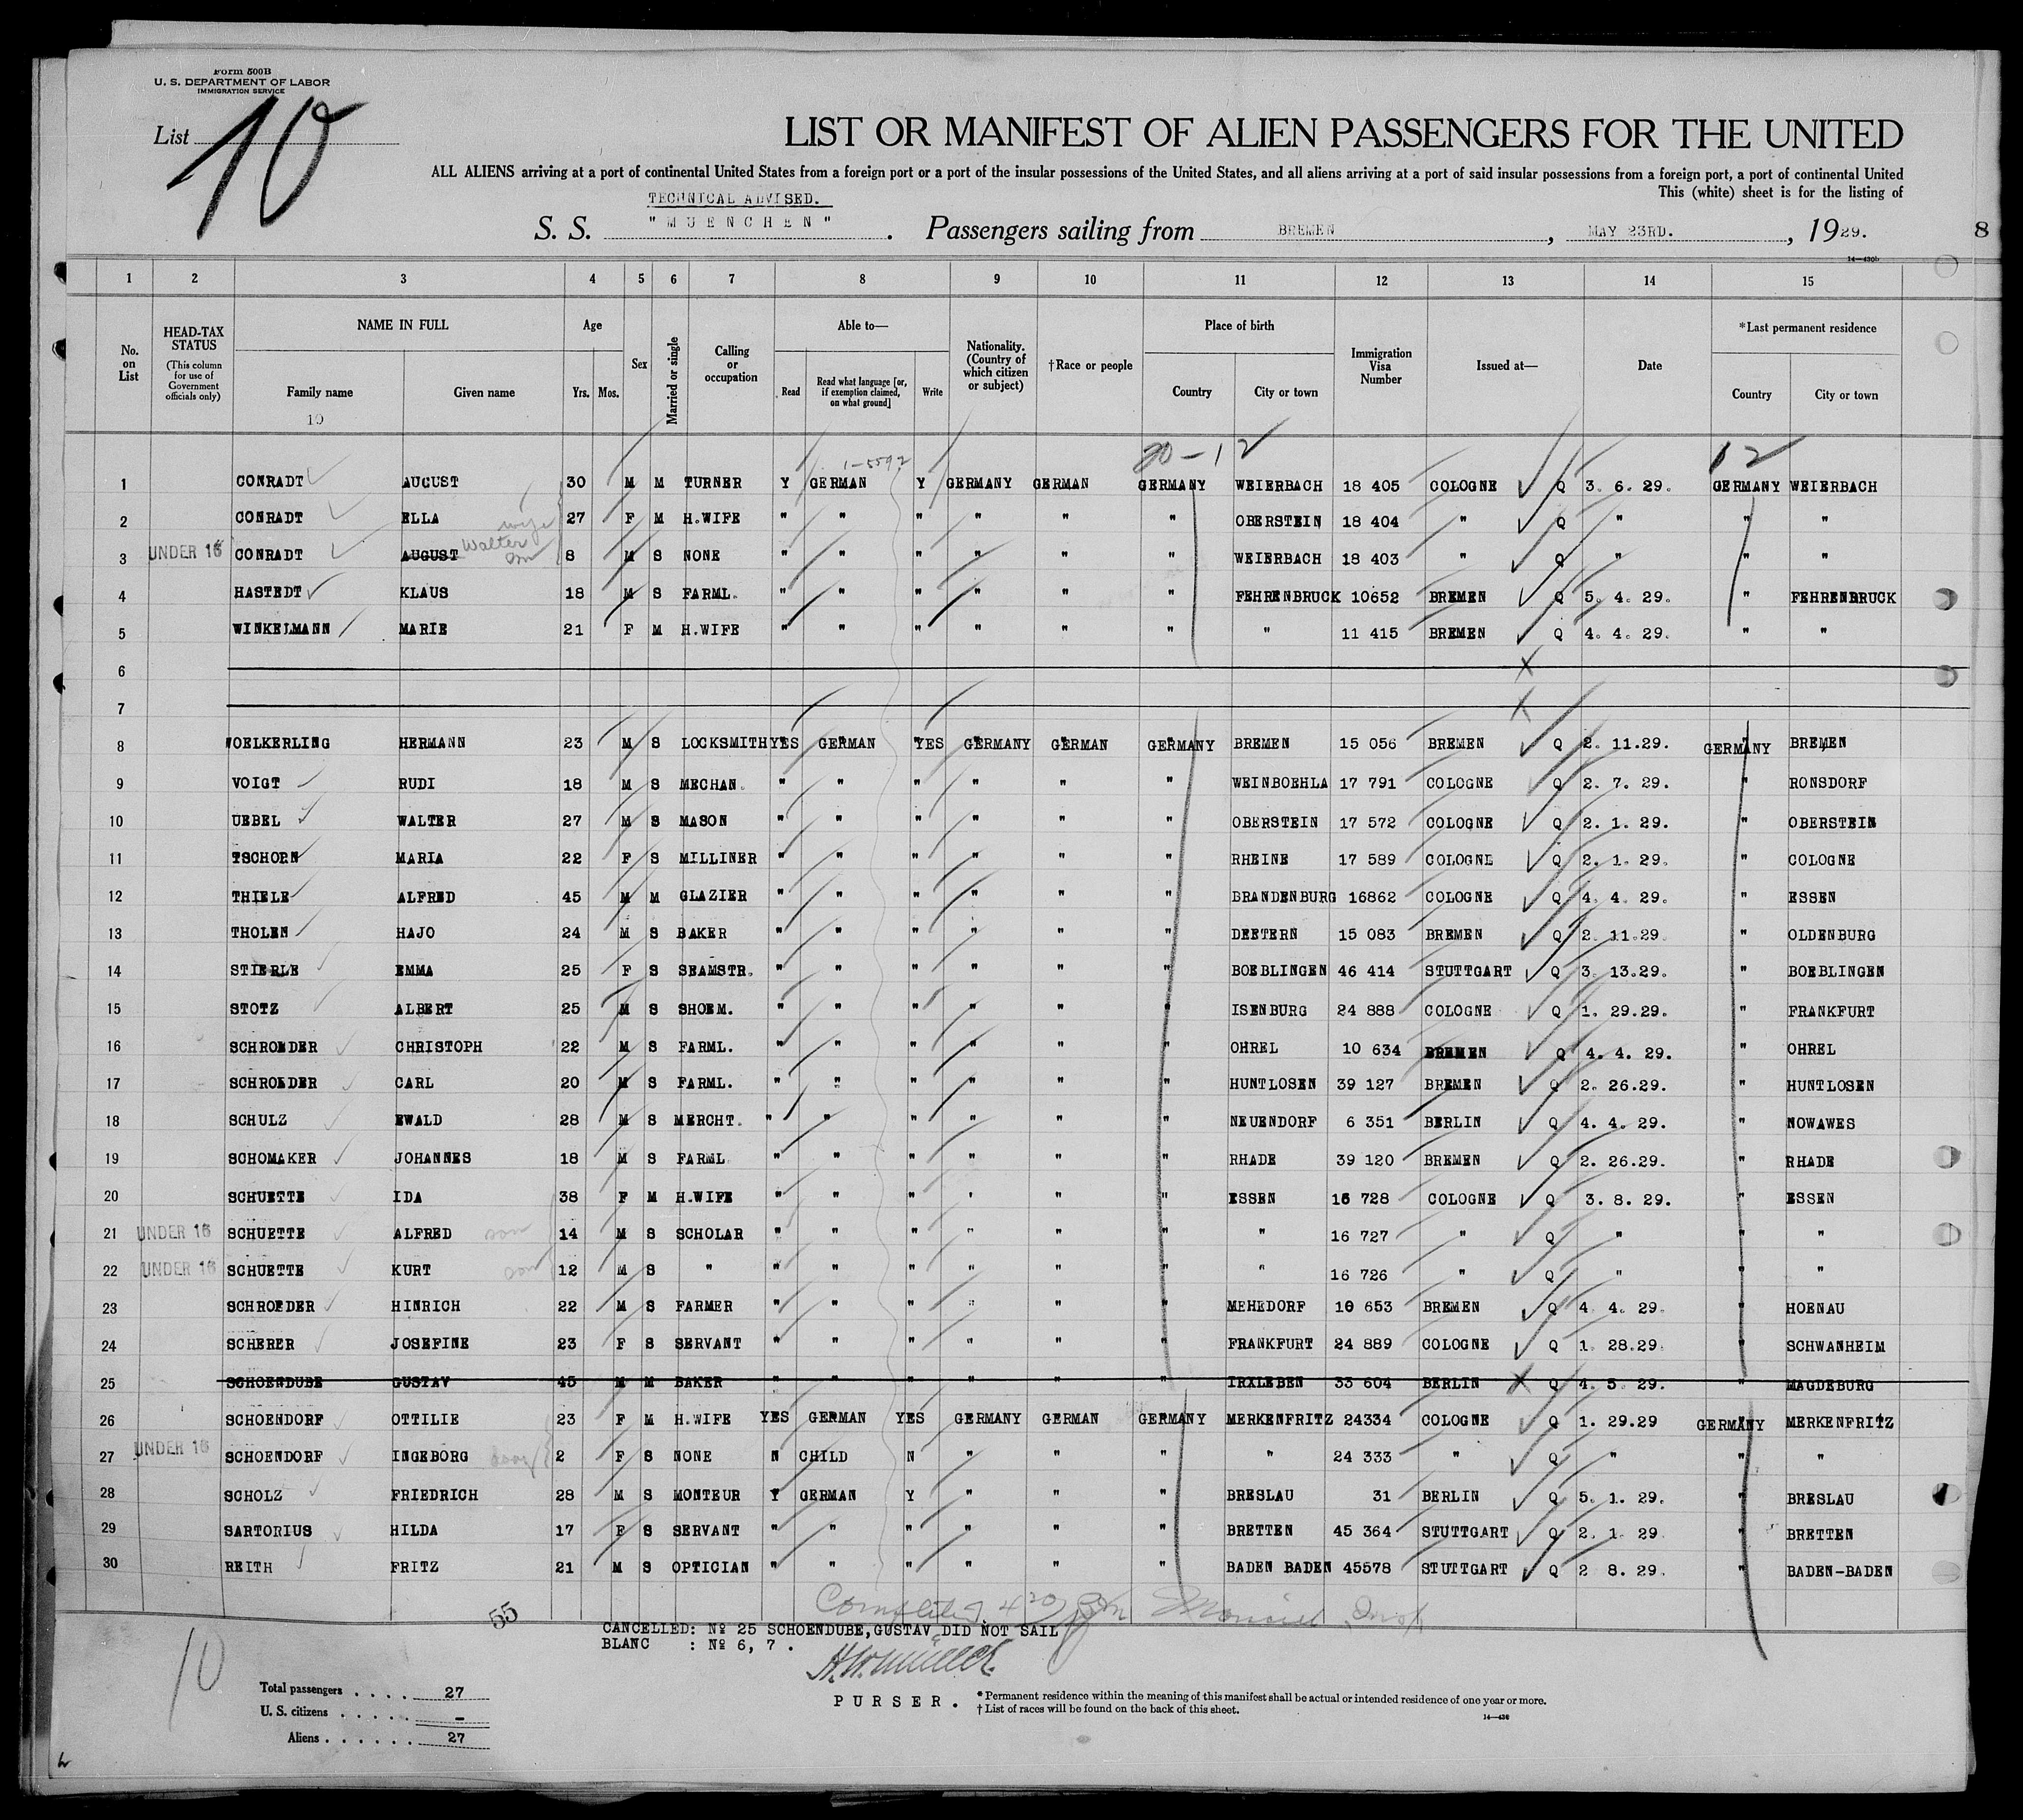 Form 500B
U. S. DEPARTMENT OF LABOR
IMMIGRATION SERVICE
List 10
LIST OR MANIFEST OF ALIEN PASSENGERS FOR THE UNITED
ALL ALIENS arriving at a port of continental United States from a foreign port or a port of the insular possessions of the United States, and all aliens arriving at a port of said insular possessions from a foreign port, a port of continental United
This (white) sheet is for the listing of
TECHNICAL ADVISED.
S. S. "MUENCHEN". Passengers sailing from BREMEN, MAY 23RD., 1929.
8
14—430b
1 2 3 4 5 6 7 8 9 10 11 12 13 14 15
No. on List
HEAD-TAX STATUS
(This column for use of Government officials only)
NAME IN FULL
Family name
Given name
10
Age
Yrs. Mos.
Sex
Married or single
Calling or occupation
Able to—
Read
Read what language [or, if exemption claimed, on what ground]
Write
Nationality. (Country of which citizen or subject)
†Race or people
Place of birth
Country
City or town
Immigration Visa Number
Issued at—
Date
*Last permanent residence
Country
City or town
1-5592
20-12
12
1 CONRADT AUGUST 30 M M TURNER Y GERMAN Y GERMANY GERMAN GERMANY WEIERBACH 18 405 COLOGNE Q 3. 6. 29. GERMANY WEIERBACH
2 CONRADT ELLA wife 27 F M H.WIFE " " " " " " OBERSTEIN 18 404 " Q " " "
3 UNDER 16 CONRADT AUGUST Walter son 8 M S NONE " " " " " " WEIERBACH 18 403 " Q " " "
4 HASTEDT KLAUS 18 M S FARML. " " " " " " FEHRENBRUCK 10652 BREMEN Q 5. 4. 29. " FEHRENBRUCK
5 WINKELMANN MARIE 21 F M H.WIFE " " " " " " " 11 415 BREMEN Q 4. 4. 29. " "
6
7
8 VOELKERLING HERMANN 23 M S LOCKSMITH YES GERMAN YES GERMANY GERMAN GERMANY BREMEN 15 056 BREMEN Q 2. 11.29. GERMANY BREMEN
9 VOIGT RUDI 18 M S MECHAN. " " " " " " WEINBOEHLA 17 791 COLOGNE Q 2. 7. 29. " RONSDORF
10 UEBEL WALTER 27 M S MASON " " " " " " OBERSTEIN 17 572 COLOGNE Q 2. 1. 29. " OBERSTEIN
11 TSCHORN MARIA 22 F S MILLINER " " " " " " RHEINE 17 589 COLOGNE Q 2. 1. 29. " COLOGNE
12 THIELE ALFRED 45 M M GLAZIER " " " " " " BRANDENBURG 16862 COLOGNE Q 4. 4. 29. " ESSEN
13 THOLEN HAJO 24 M S BAKER " " " " " " DEETERN 15 083 BREMEN Q 2. 11.29. " OLDENBURG
14 STIERLE EMMA 25 F S SEAMSTR. " " " " " " BOEBLINGEN 46 414 STUTTGART Q 3. 13.29. " BOEBLINGEN
15 STOTZ ALBERT 25 M S SHOEM. " " " " " " ISENBURG 24 888 COLOGNE Q 1. 29.29. " FRANKFURT
16 SCHROEDER CHRISTOPH 22 M S FARML. " " " " " " OHREL 10 634 BREMEN Q 4. 4. 29. " OHREL
17 SCHROEDER CARL 20 M S FARML. " " " " " " HUNTLOSEN 39 127 BREMEN Q 2. 26.29. " HUNTLOSEN
18 SCHULZ EWALD 28 M S MERCHT. " " " " " " NEUENDORF 6 351 BERLIN Q 4. 4. 29. " NOWAWES
19 SCHOMAKER JOHANNES 18 M S FARML. " " " " " " RHADE 39 120 BREMEN Q 2. 26.29. " RHADE
20 SCHUETTE IDA 38 F M H.WIFE " " " " " " ESSEN 16 728 COLOGNE Q 3. 8. 29. " ESSEN
21 UNDER 16 SCHUETTE ALFRED son 14 M S SCHOLAR " " " " " " " 16 727 " Q " " "
22 UNDER 16 SCHUETTE KURT son 12 M S " " " " " " " " 16 726 " Q " " "
23 SCHROEDER HINRICH 22 M S FARMER " " " " " " MEHEDORF 10 653 BREMEN Q 4. 4. 29. " HOENAU
24 SCHERER JOSEFINE 23 F S SERVANT " " " " " " FRANKFURT 24 889 COLOGNE Q 1. 28.29. " SCHWANHEIM
25 SCHOENDUBE GUSTAV 45 M M BAKER " " " " " " IRXLEBEN 33 604 BERLIN Q 4. 5. 29. " MAGDEBURG
26 SCHOENDORF OTTILIE 23 F M H.WIFE YES GERMAN YES GERMANY GERMAN GERMANY MERKENFRITZ 24334 COLOGNE Q 1. 29.29 GERMANY MERKENFRITZ
27 UNDER 16 SCHOENDORF INGEBORG 2 F S NONE N CHILD N " " " " 24 333 " Q " " "
28 SCHOLZ FRIEDRICH 28 M S MONTEUR Y GERMAN Y " " " BRESLAU 31 BERLIN Q 5. 1. 29. " BRESLAU
29 SARTORIUS HILDA 17 F S SERVANT " " " " " " BRETTEN 45 364 STUTTGART Q 2. 1. 29. " BRETTEN
30 REITH FRITZ 21 M S OPTICIAN " " " " " " BADEN BADEN 45578 STUTTGART Q 2 8. 29. " BADEN-BADEN
55
CANCELLED: № 25 SCHOENDUBE, GUSTAV DID NOT SAIL
BLANC : № 6, 7 .
10
PURSER.
*Permanent residence within the meaning of this manifest shall be actual or intended residence of one year or more.
†List of races will be found on the back of this sheet.
14—430
Total passengers . . . . 27
U. S. citizens . . . . . –
Aliens . . . . . . 27